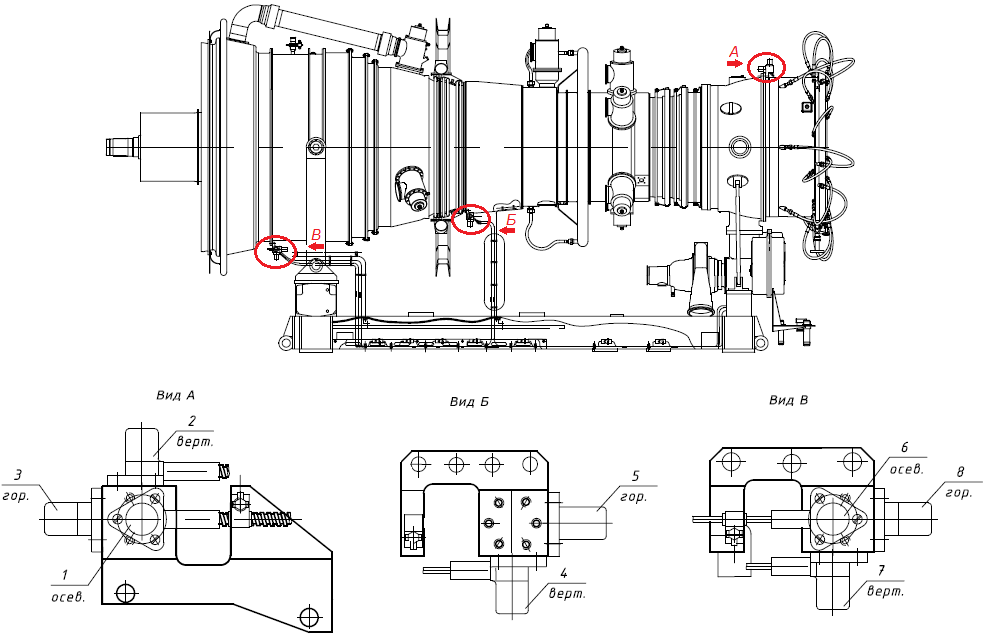 А
В
Б
Вид А
Вид Б
Вид В
2
верт.
3
гор.
1
осев.
5
гор.
4
верт.
6
осев.
8
гор.
7
верт.